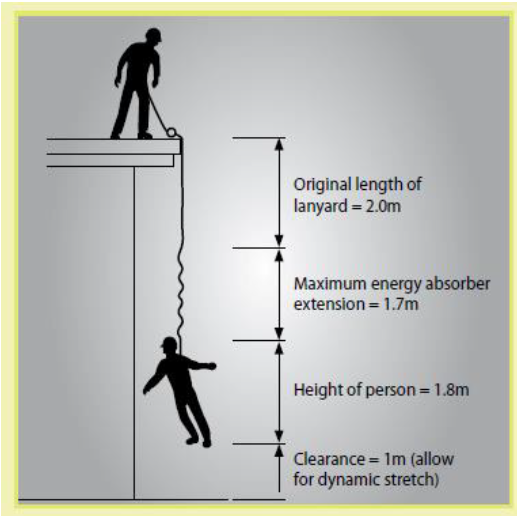 Original length of
lanyard = 2.0m
Maximum energy absorber
extension = 1.7m
Height of person = 1.8m
Clearance = 1m (allow
for dynamic stretch)